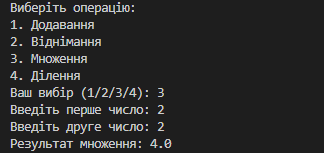 Виберіть операцію:
1. Додавання
2. Віднімання
3. Множення
4. Ділення
Ваш вибір (1/2/3/4): 3
Введіть перше число: 2
Введіть друге число: 2
Результат множення: 4.0